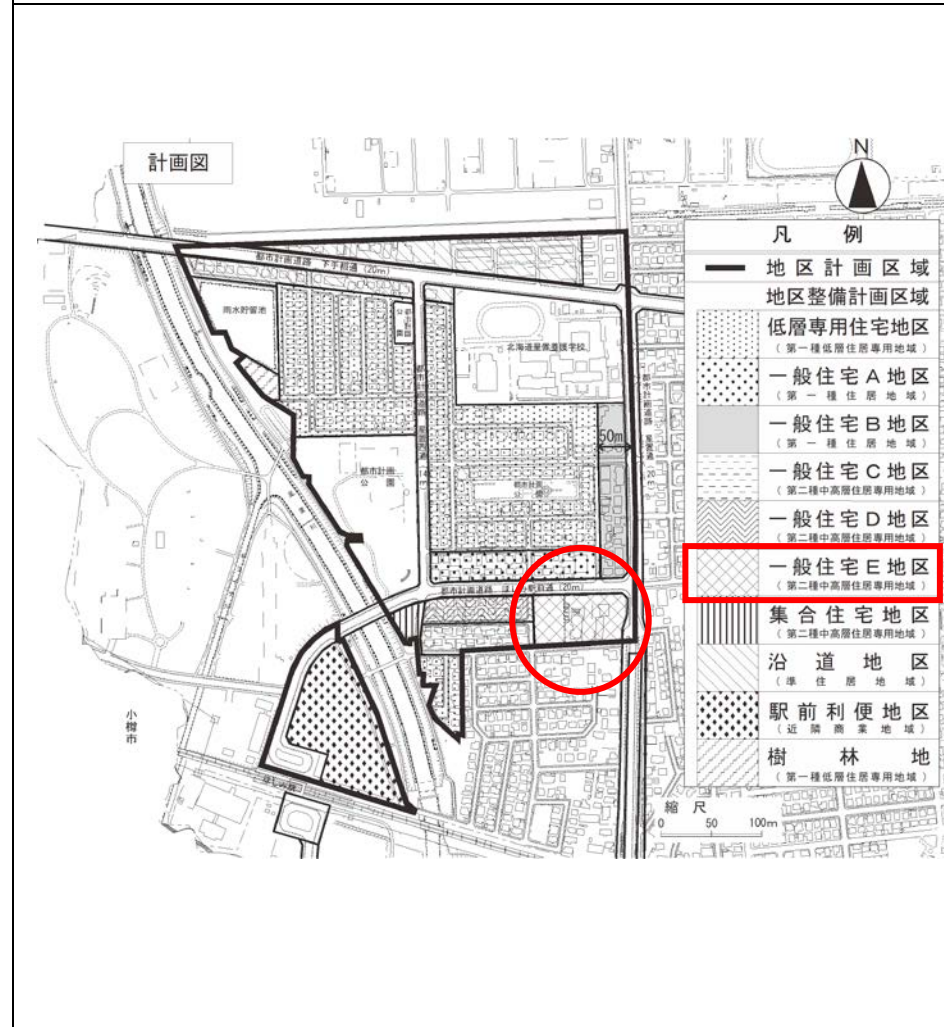 計画図
N
都市計画道路 下手稲通(20m)
雨水貯留池
都市計画公園
北海道星置養護学校
50m
都市計画公園
都市計画公園
小樽市
凡例
地区計画区域
地区整備計画区域
低層専用住宅地区
(第一種低層住居専用地域)
一般住宅A地区
(第一種住居地域)
一般住宅B地区
(第一種住居地域)
一般住宅C地区
(第二種中高層住居専用地域)
一般住宅D地区
(第二種中高層住居専用地域)
一般住宅E地区
(第二種中高層住居専用地域)
集合住宅地区
(第二種中高層住居専用地域)
沿道地区
(準住居地域)
駅前利便地区
(近隣商業地域)
樹林地
(第一種低層住居専用地域)
縮尺
0 50 100m